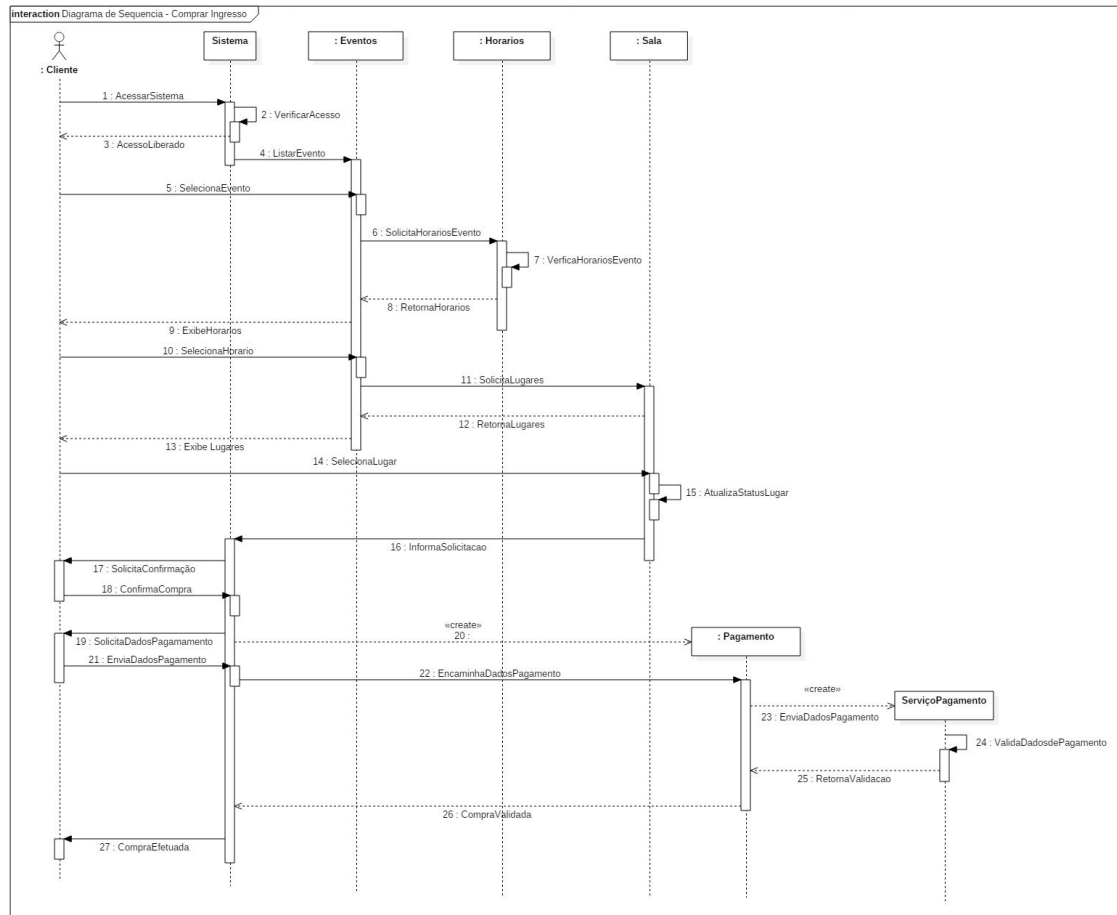 interaction Diagrama de Sequencia - Comprar Ingresso
: Cliente
Sistema
: Eventos
: Horarios
: Sala
1 : AcessarSistema
2 : VerificarAcesso
3 : AcessoLiberado
4 : ListarEvento
5 : SelecionaEvento
6 : SolicitaHorariosEvento
7 : VerficaHorariosEvento
8 : RetornaHorarios
9 : ExibeHorarios
10 : SelecionaHorario
11 : SolicitaLugares
12 : RetornaLugares
13 : Exibe Lugares
14 : SelecionaLugar
15 : AtualizaStatusLugar
16 : InformaSolicitacao
17 : SolicitaConfirmação
18 : ConfirmaCompra
«create»
20 :
: Pagamento
19 : SolicitaDadosPagamamento
21 : EnviaDadosPagamento
22 : EncaminhaDadosPagamento
«create»
23 : EnviaDadosPagamento
ServiçoPagamento
24 : ValidaDadosdePagamento
25 : RetornaValidacao
26 : CompraValidada
27 : CompraEfetuada